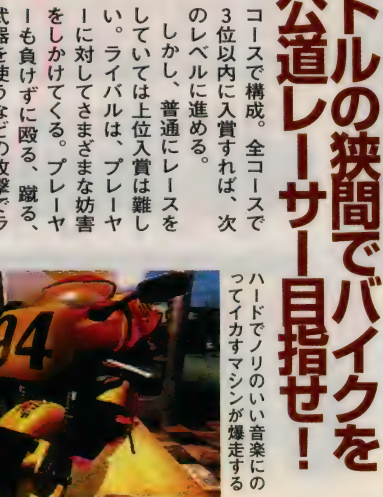 トルの狭間でバイクを
公道レーサー目指せ！
コースで構成。全コースで
3位以内に入賞すれば、次
のレベルに進める。
しかし、普通にレースを
していては上位入賞は難し
い。ライバルは、プレーヤ
ーに対してさまざまな妨害
をしかけてくる。プレーヤ
ーも負けずに殴る、蹴る、
武器を使うなどの攻撃でラ
ハードでノリのいい音楽にの
ってイカすマシンが爆走する
94